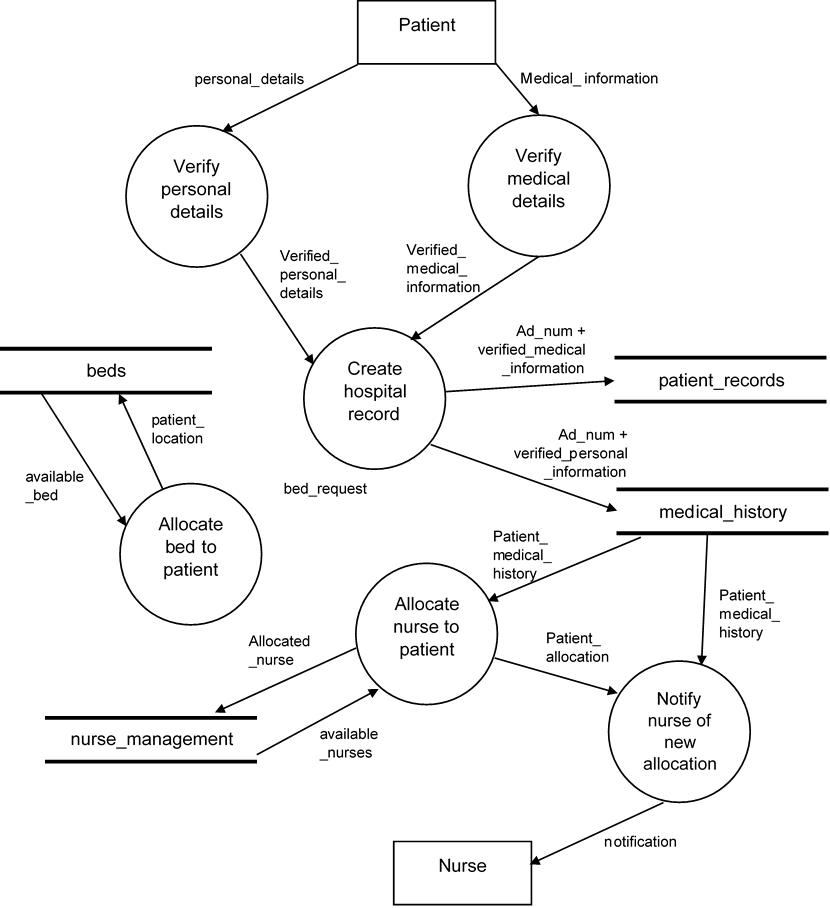 Patient
personal_details
Medical_ information
Verify
personal
details
Verify
medical
details
Verified_
personal_
details
Verified_
medical_
information
Create
hospital
record
Ad_num +
verified_medical
_information
patient_records
beds
patient_
location
available
_bed
Ad_num +
verified_personal
_information
bed_request
medical_history
Allocate
bed to
patient
Patient_
medical_
history
Patient_
medical_
history
Allocate
nurse to
patient
Allocated
_nurse
Patient_
allocation
nurse_management
available
_nurses
Notify
nurse of
new
allocation
notification
Nurse